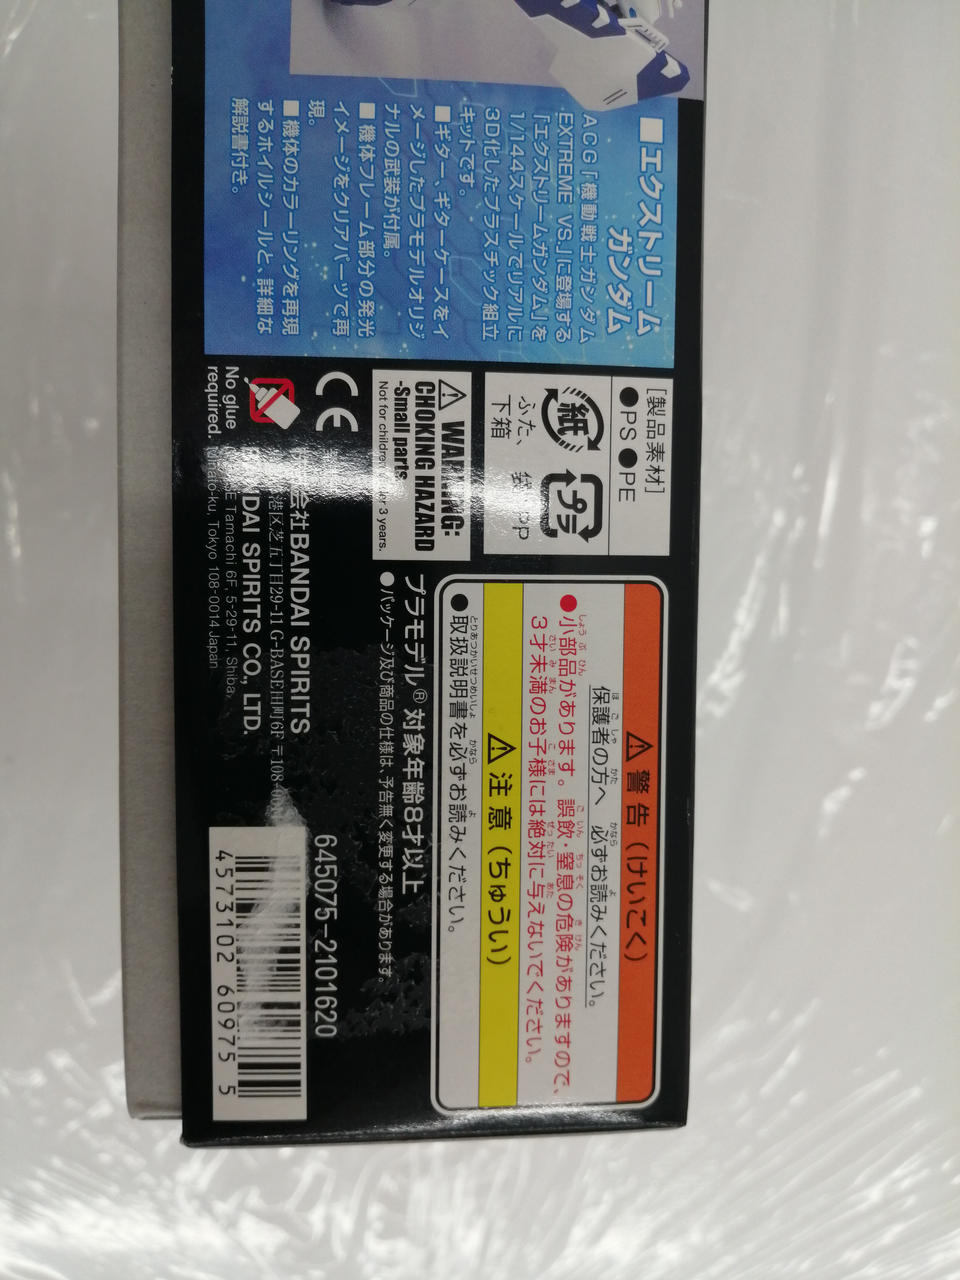 ■エクストリーム
ガンダム
ACG「機動戦士ガンダム
EXTREME VS.」に登場する
「エクストリームガンダム」を
1/144スケールでリアルに
3D化したプラスチック組立
キットです。
■ギター、ギターケースをイ
メージしたプラモデルオリジ
ナルの武装が付属。
■機体フレーム部分の発光
イメージをクリアパーツで再
現。
■機体のカラーリングを再現
するホイルシールと、詳細な
解説書付き。
[製品素材]
●PS●PE
紙
ふた、
下箱
プラ
袋:PP
⚠WARNING:
CHOKING HAZARD
-Small parts
Not for children under 3 years.
CE
No glue
required.
会社BANDAI SPIRITS
港区芝五丁目29-11 G-BASE田町6F 〒108-
DAI SPIRITS CO., LTD.
E Tamachi 6F, 5-29-11, Shiba,
Minato-ku, Tokyo 108-0014 Japan
⚠警告(けいこく)
保護者の方へ 必ずお読みください。
●小部品があります。誤飲・窒息の危険がありますので、
3才未満のお子様には絶対に与えないでください。
⚠注意(ちゅうい)
●取扱説明書を必ずお読みください。
プラモデル®対象年齢8才以上
●パッケージ及び商品の仕様は、予告無く変更する場合があります。
645075-2101620
4 573102 609755